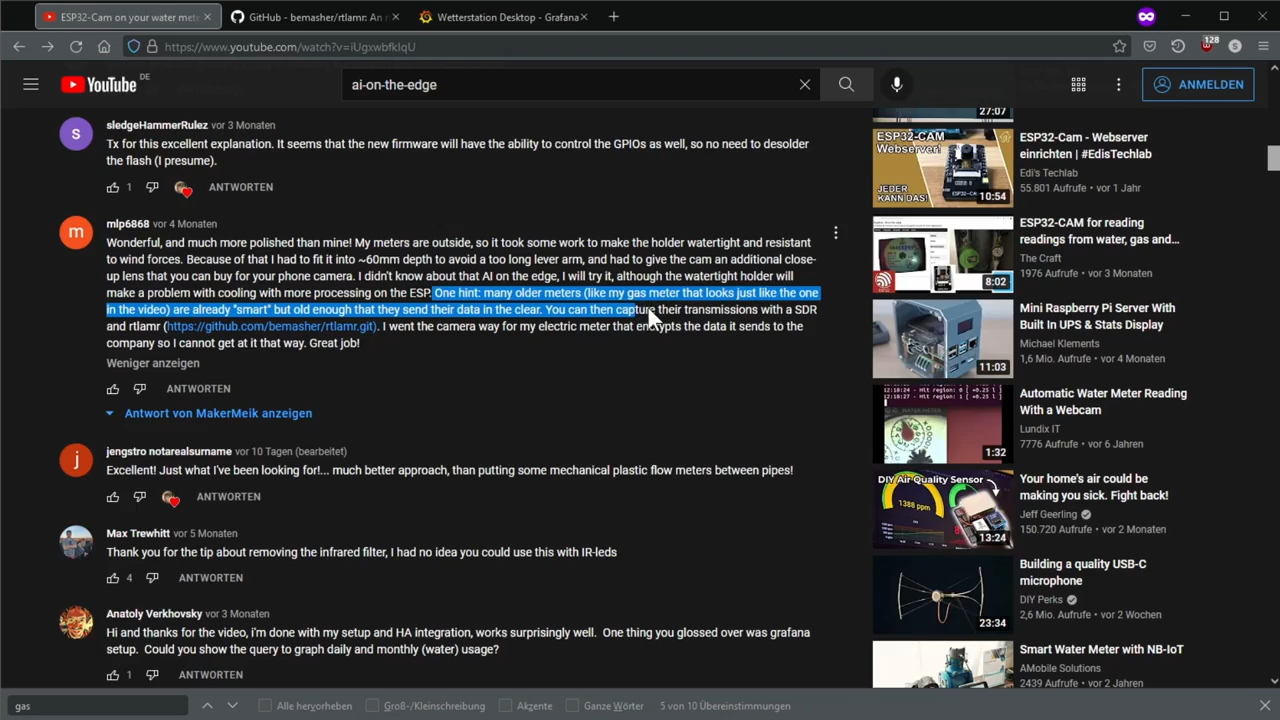 ESP32-Cam on your water mete
GitHub - bemasher/rtlamr: An r
Wetterstation Desktop - Grafana
https://www.youtube.com/watch?v=iUgxwbfkIqU
128
S
YouTube
DE
ai-on-the-edge
ANMELDEN
s
sledgeHammerRulez vor 3 Monaten
Tx for this excellent explanation. It seems that the new firmware will have the ability to control the GPIOs as well, so no need to desolder
the flash (I presume).
1 ANTWORTEN
m
mlp6868 vor 4 Monaten
Wonderful, and much more polished than mine! My meters are outside, so it took some work to make the holder watertight and resistant
to wind forces. Because of that I had to fit it into ~60mm depth to avoid a too long lever arm, and had to give the cam an additional close-
up lens that you can buy for your phone camera. I didn't know about that AI on the edge, I will try it, although the watertight holder will
make a problem with cooling with more processing on the ESP. One hint: many older meters (like my gas meter that looks just like the one
in the video) are already "smart" but old enough that they send their data in the clear. You can then capture their transmissions with a SDR
and rtlamr (https://github.com/bemasher/rtlamr.git). I went the camera way for my electric meter that encrypts the data it sends to the
company so I cannot get at it that way. Great job!
Weniger anzeigen
ANTWORTEN
Antwort von MakerMeik anzeigen
j
jengstro notarealsurname vor 10 Tagen (bearbeitet)
Excellent! Just what I've been looking for!... much better approach, than putting some mechanical plastic flow meters between pipes!
ANTWORTEN
Max Trewhitt vor 5 Monaten
Thank you for the tip about removing the infrared filter, I had no idea you could use this with IR-leds
4 ANTWORTEN
Anatoly Verkhovsky vor 3 Monaten
Hi and thanks for the video, i'm done with my setup and HA integration, works surprisingly well. One thing you glossed over was grafana
setup. Could you show the query to graph daily and monthly (water) usage?
1 ANTWORTEN
27:07
ESP32-CAM
Webserver!
JEDER
KANN DAS!
10:54
ESP32-Cam - Webserver
einrichten | #EdisTechlab
Edi's Techlab
55.801 Aufrufe • vor 1 Jahr
8:02
ESP32-CAM for reading
readings from water, gas and...
The Craft
1976 Aufrufe • vor 3 Monaten
11:03
Mini Raspberry Pi Server With
Built In UPS & Stats Display
Michael Klements
1,6 Mio. Aufrufe • vor 4 Monaten
12:18:24 - Hit region: 0 [ +0.25 l ]
12:18:27 - Hit region: 1 [ +0.25 l ]
1:32
Automatic Water Meter Reading
With a Webcam
Lundix IT
7776 Aufrufe • vor 6 Jahren
DIY Air Quality Sensor
1388 ppm
13:24
Your home's air could be
making you sick. Fight back!
Jeff Geerling
150.720 Aufrufe • vor 2 Monaten
23:34
Building a quality USB-C
microphone
DIY Perks
2,6 Mio. Aufrufe • vor 2 Wochen
Smart Water Meter with NB-IoT
AMobile Solutions
2439 Aufrufe • vor 2 Jahren
gas
Alle hervorheben
Groß-/Kleinschreibung
Akzente
Ganze Wörter
5 von 10 Übereinstimmungen